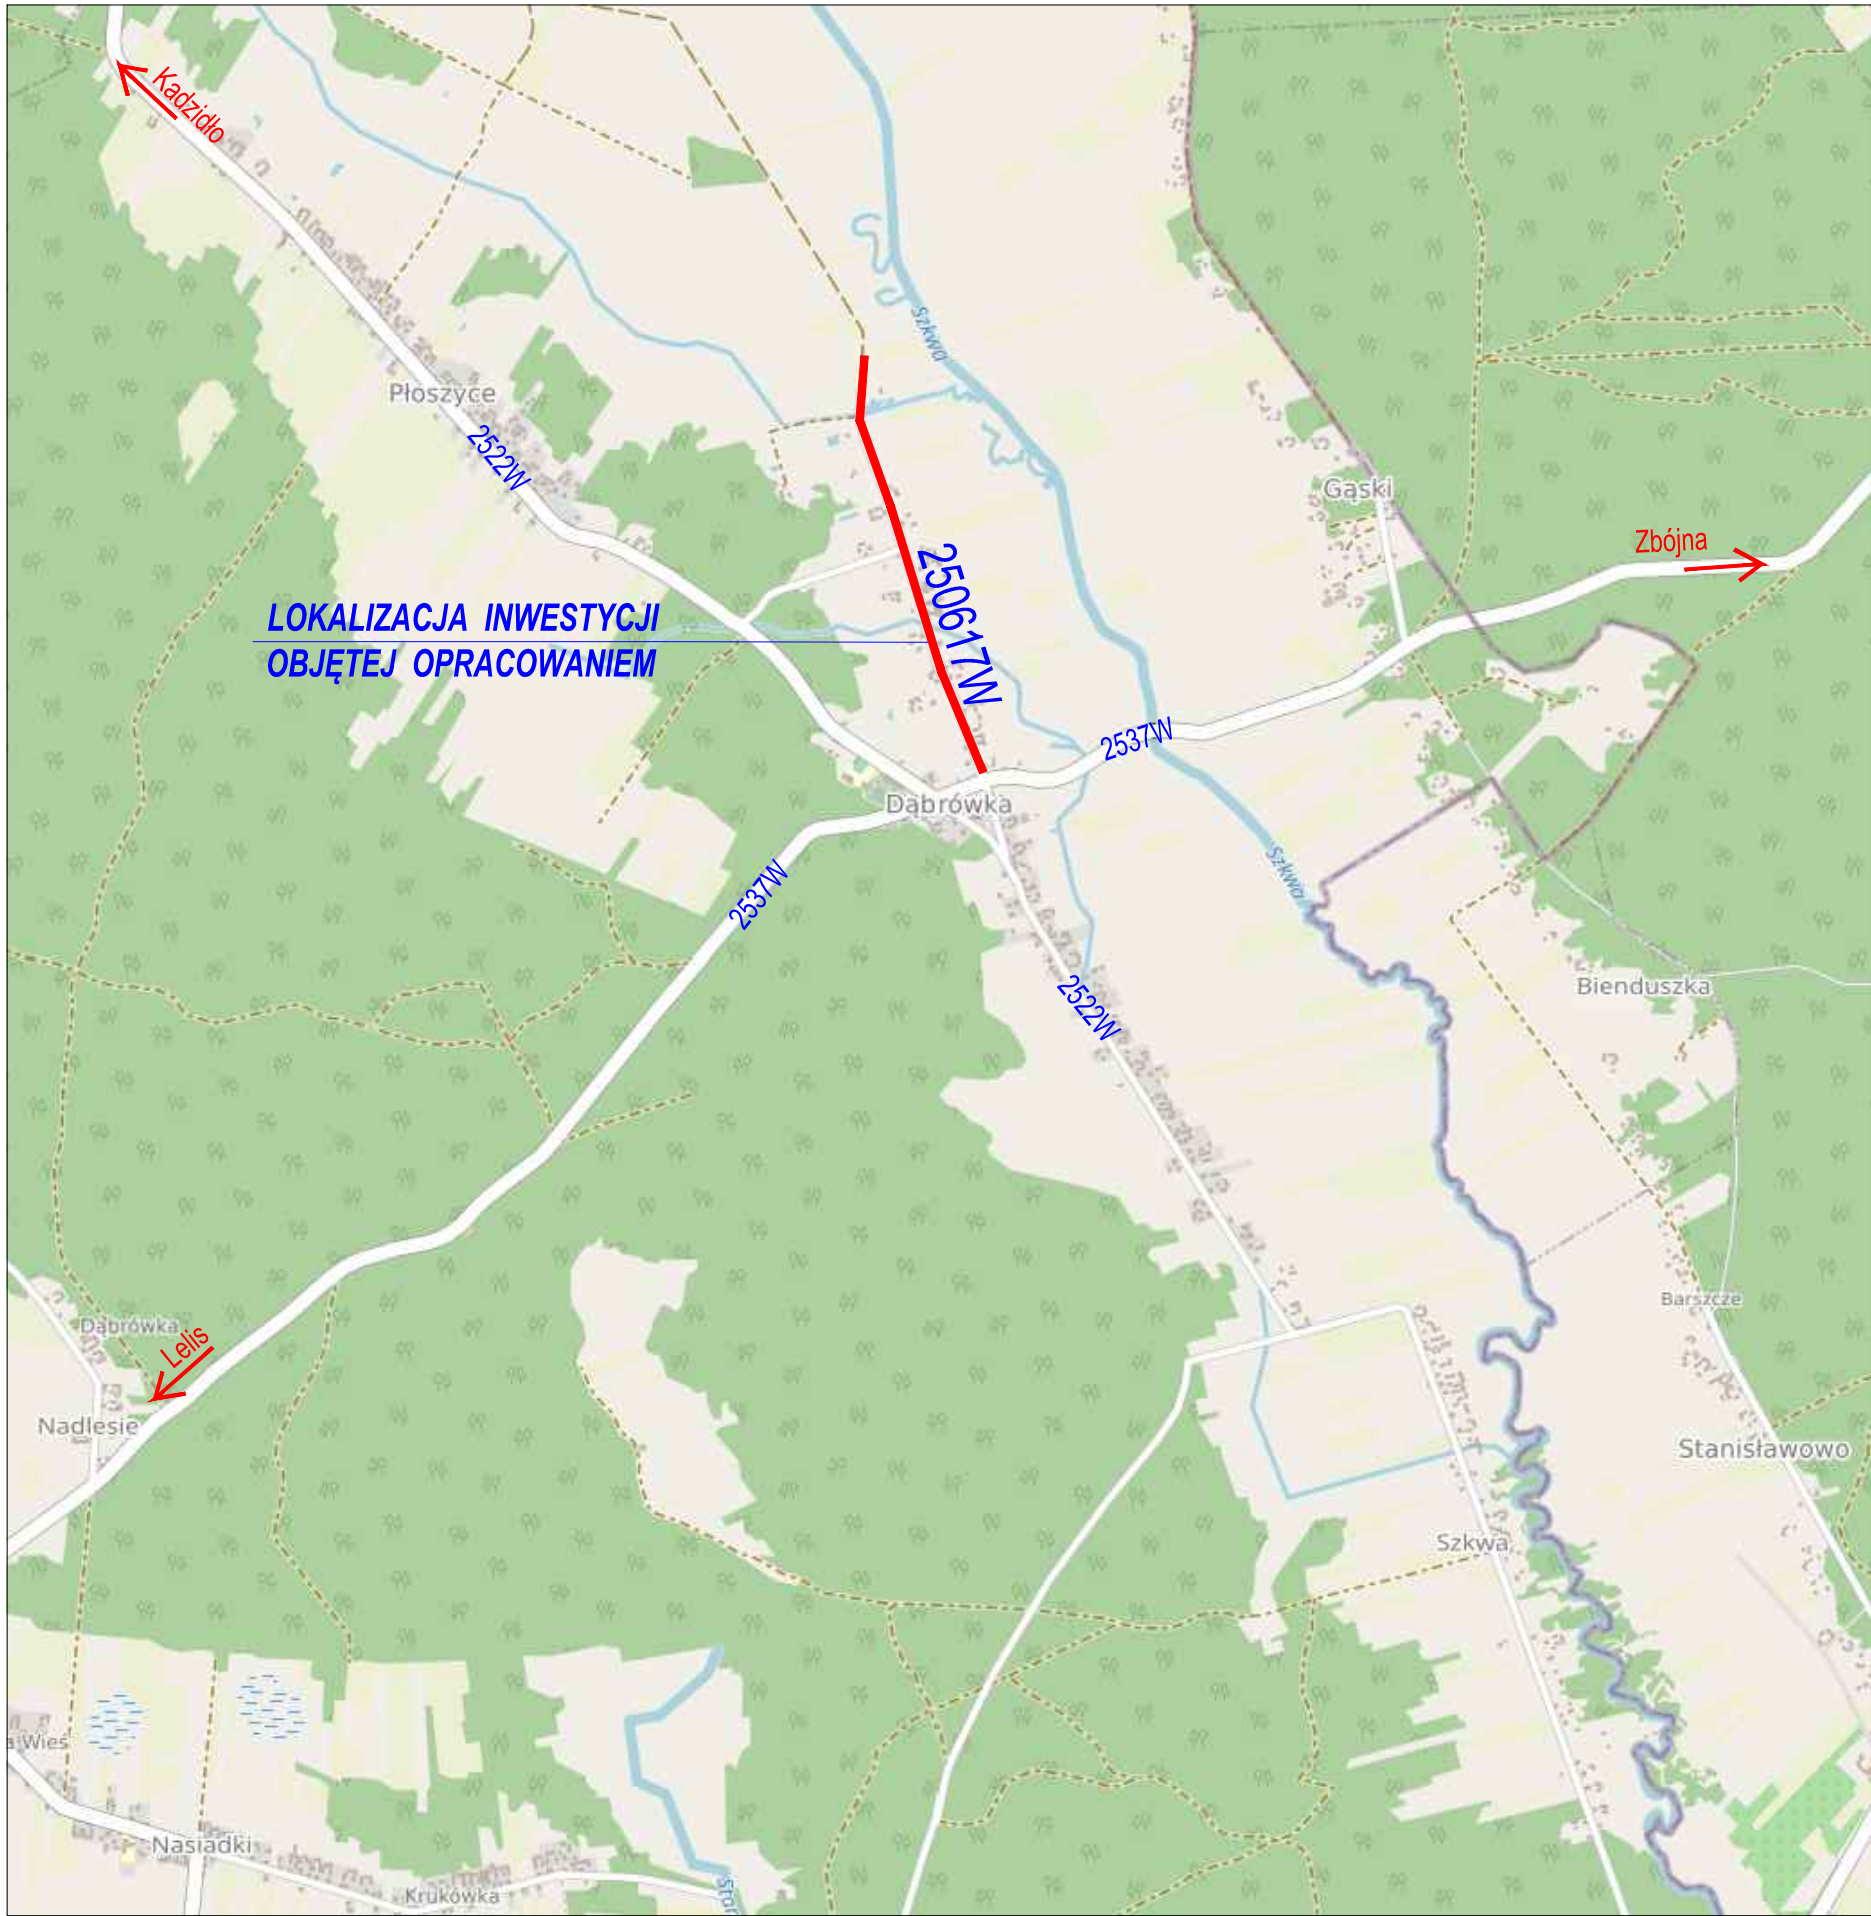 Kadzidło
Szkwa
Płoszyce
2522W
Gąski
Zbójna
250617W
LOKALIZACJA INWESTYCJI
OBJĘTEJ OPRACOWANIEM
2537W
Dąbrówka
2537W
Szkwa
2522W
Bienduszka
Barszcze
Dąbrówka
Lelis
Nadlesie
Stanisławowo
Szkwa
a Wieś
Nasiadki
Krukówka